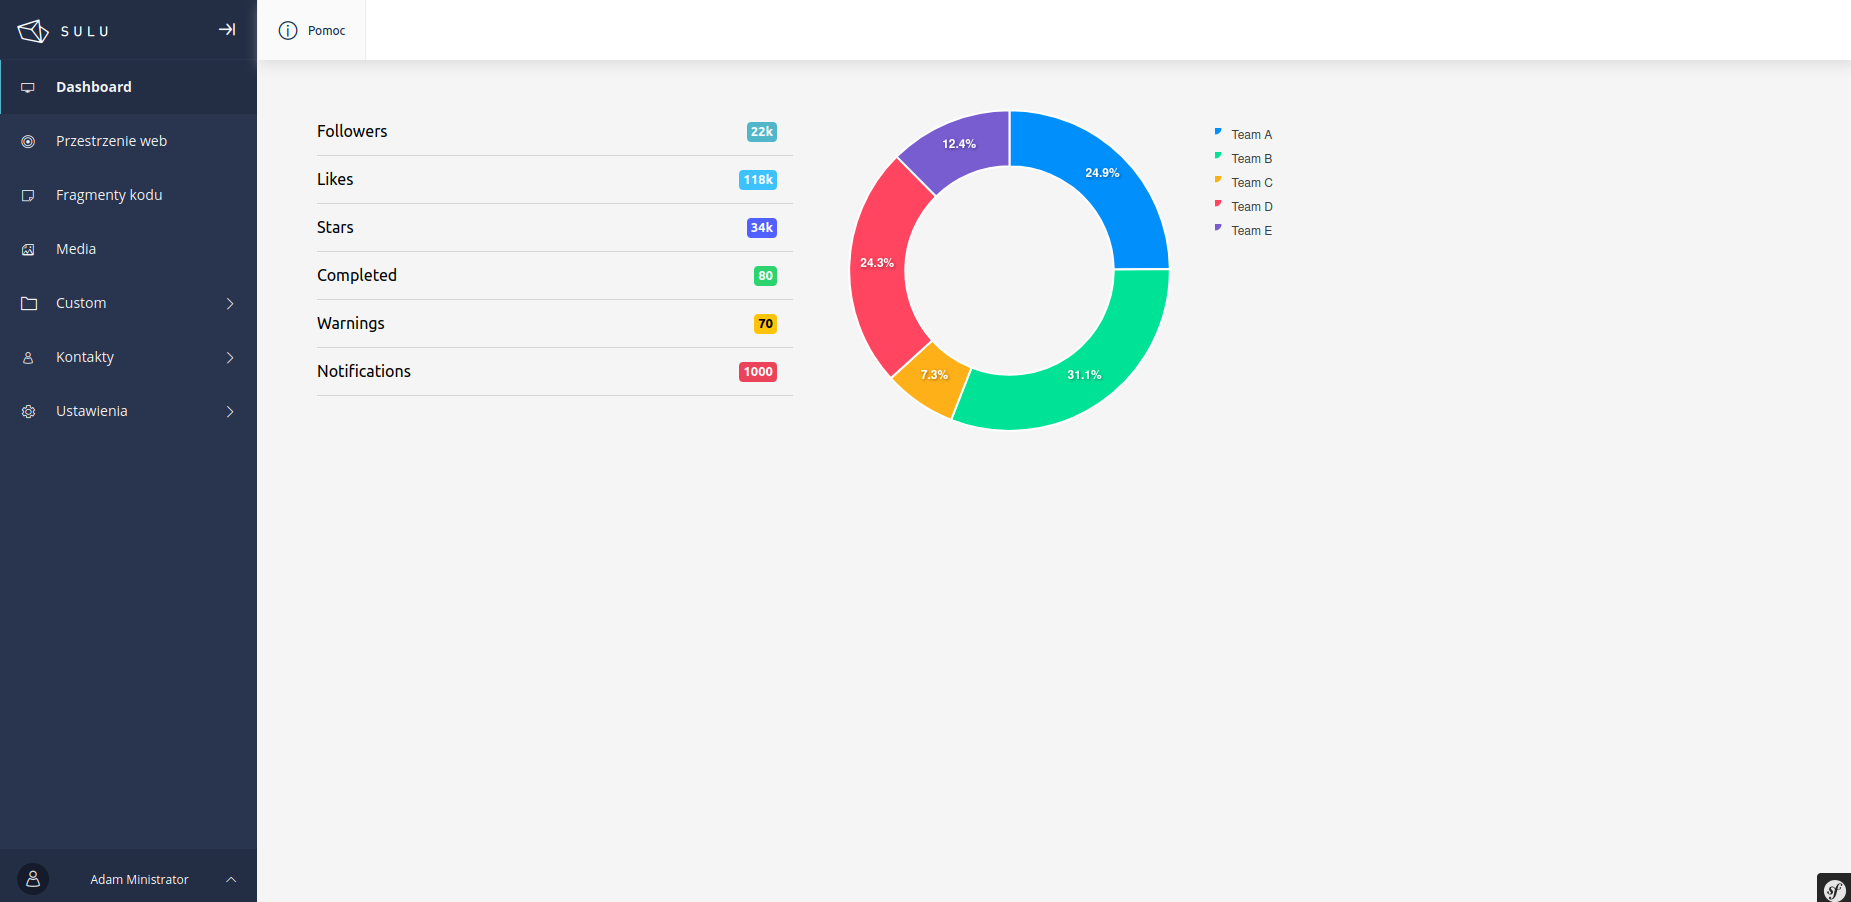 SULU
Dashboard
Przestrzenie web
Fragmenty kodu
Media
Custom
Kontakty
Ustawienia
Adam Ministrator
Pomoc
Followers 22k
Likes 118k
Stars 34k
Completed 80
Warnings 70
Notifications 1000
12.4%
24.9%
24.3%
7.3%
31.1%
Team A
Team B
Team C
Team D
Team E
sf